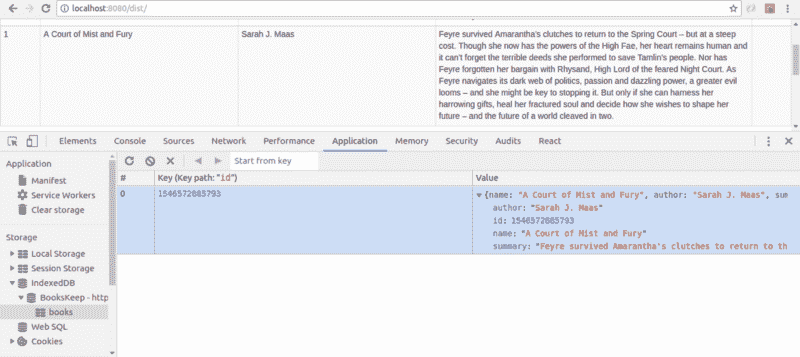 localhost:8080/dist/
1 A Court of Mist and Fury Sarah J. Maas Feyre survived Amarantha's clutches to return to the Spring Court – but at a steep
cost. Though she now has the powers of the High Fae, her heart remains human and
it can't forget the terrible deeds she performed to save Tamlin's people. Nor has
Feyre forgotten her bargain with Rhysand, High Lord of the feared Night Court. As
Feyre navigates its dark web of politics, passion and dazzling power, a greater evil
looms – and she might be key to stopping it. But only if she can harness her
harrowing gifts, heal her fractured soul and decide how she wishes to shape her
future – and the future of a world cleaved in two.
Elements Console Sources Network Performance Application Memory Security Audits React
Application
Manifest
Service Workers
Clear storage
Storage
Local Storage
Session Storage
IndexedDB
BooksKeep - http
books
Web SQL
Cookies
Start from key
# Key (Key path: "id") Value
0 1546572885793 {name: "A Court of Mist and Fury", author: "Sarah J. Maas", sum
author: "Sarah J. Maas"
id: 1546572885793
name: "A Court of Mist and Fury"
summary: "Feyre survived Amarantha's clutches to return to th